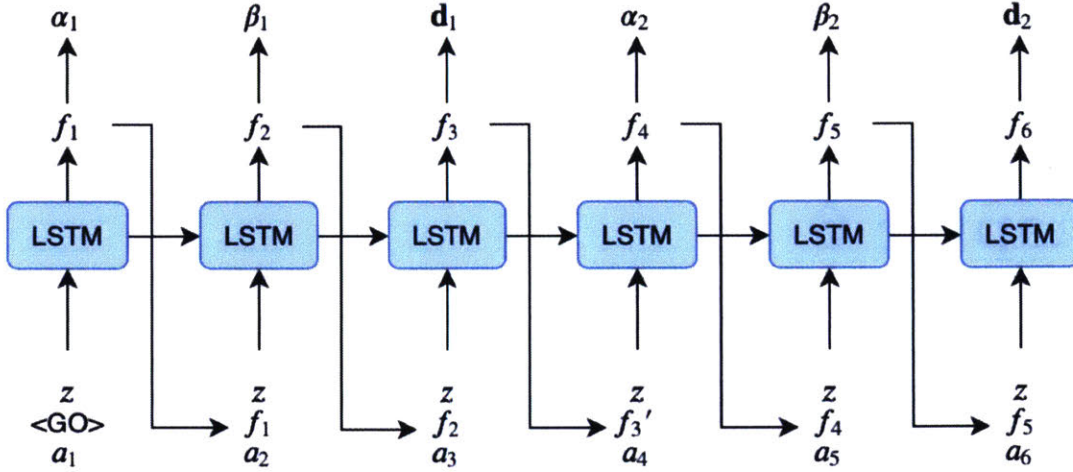 α₁ β₁ d₁ α₂ β₂ d₂
f₁ f₂ f₃ f₄ f₅ f₆
LSTM LSTM LSTM LSTM LSTM LSTM
z z z z z z
<GO> f₁ f₂ f₃′ f₄ f₅
a₁ a₂ a₃ a₄ a₅ a₆